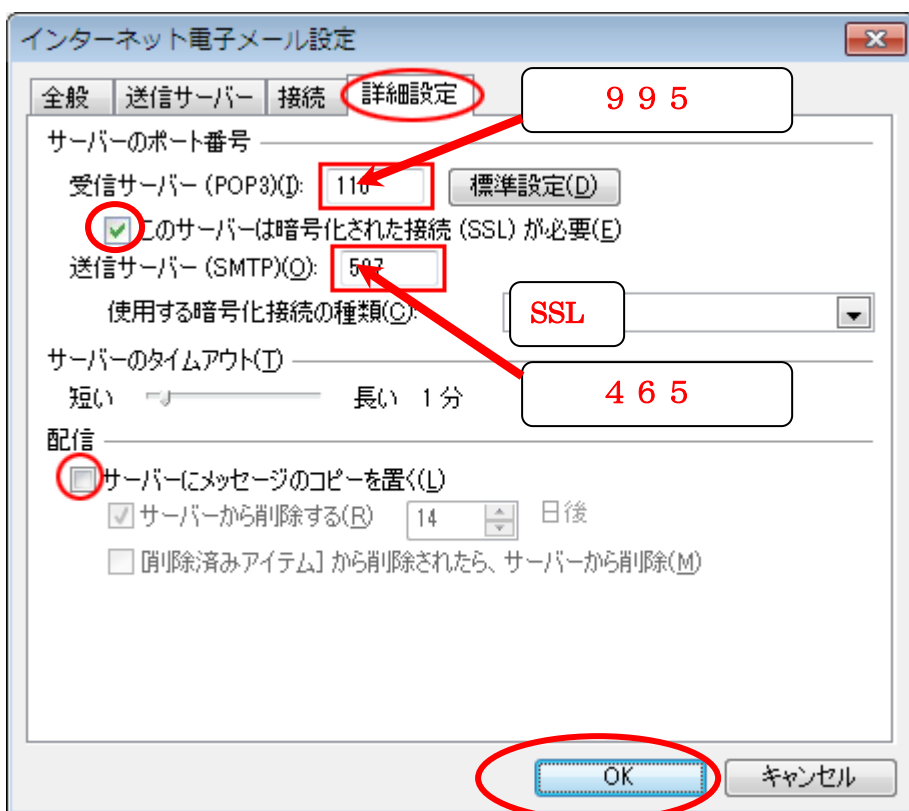 インターネット電子メール設定
全般 送信サーバー 接続 詳細設定
９９５
サーバーのポート番号
受信サーバー (POP3)(I): 110 標準設定(D)
このサーバーは暗号化された接続 (SSL) が必要(E)
送信サーバー (SMTP)(O): 587
使用する暗号化接続の種類(C): SSL
サーバーのタイムアウト(T)
短い 長い 1 分
４６５
配信
サーバーにメッセージのコピーを置く(L)
サーバーから削除する(R) 14 日後
[削除済みアイテム] から削除されたら、サーバーから削除(M)
OK キャンセル